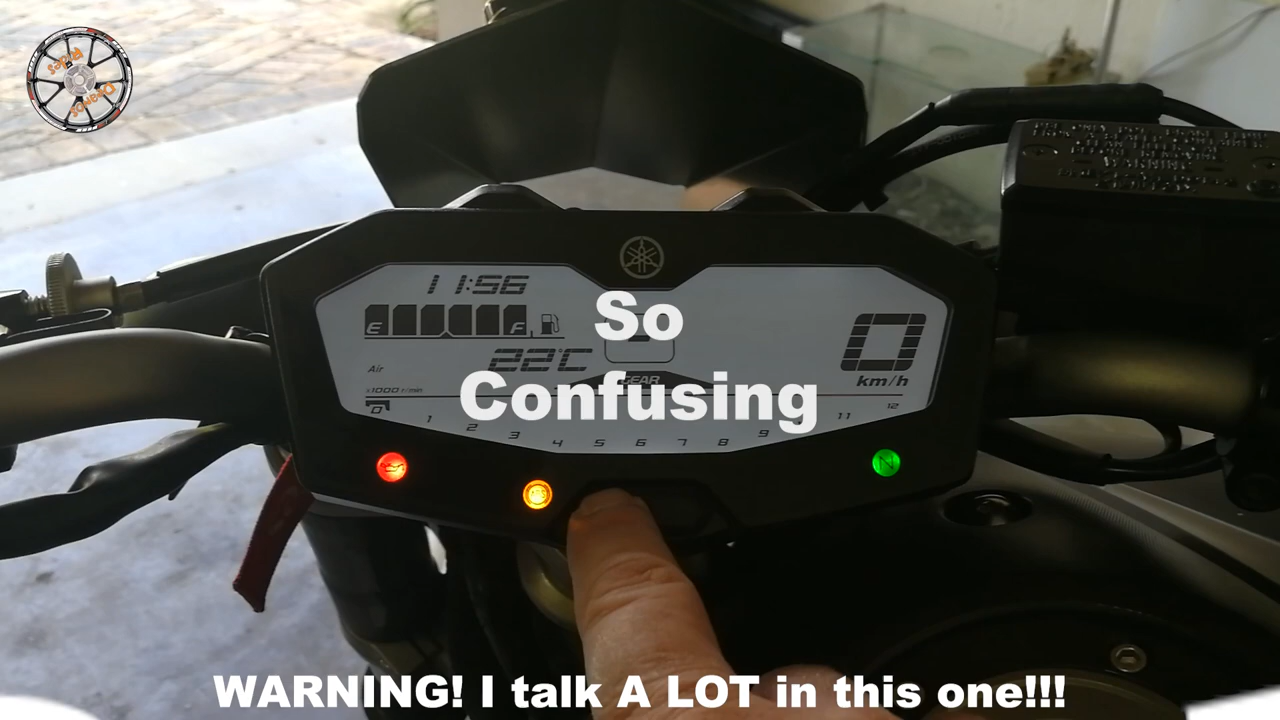 11:56
E F
22°C
Air
x1000 r/min
GEAR
0
km/h
0 1 2 3 4 5 6 7 8 9 11 12
N
So
Confusing
WARNING! I talk A LOT in this one!!!